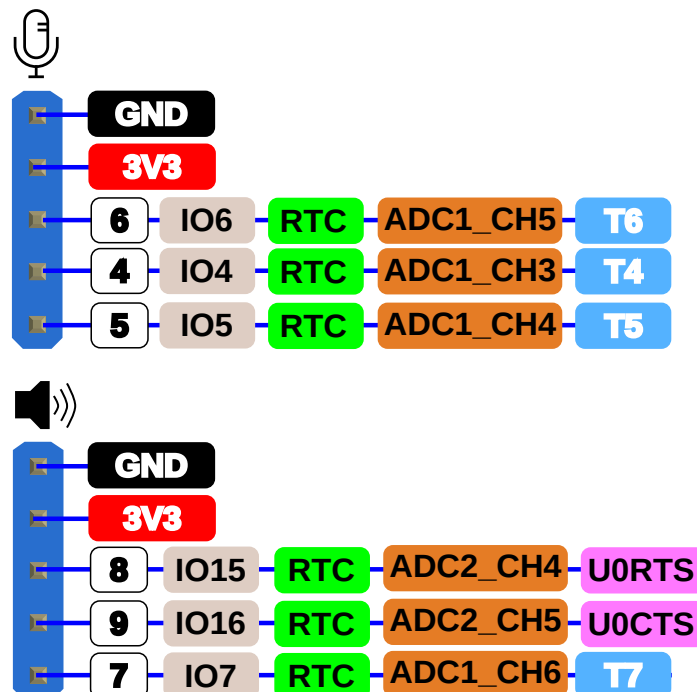 GND
3V3
6 IO6 RTC ADC1_CH5 T6
4 IO4 RTC ADC1_CH3 T4
5 IO5 RTC ADC1_CH4 T5
GND
3V3
8 IO15 RTC ADC2_CH4 U0RTS
9 IO16 RTC ADC2_CH5 U0CTS
7 IO7 RTC ADC1_CH6 T7